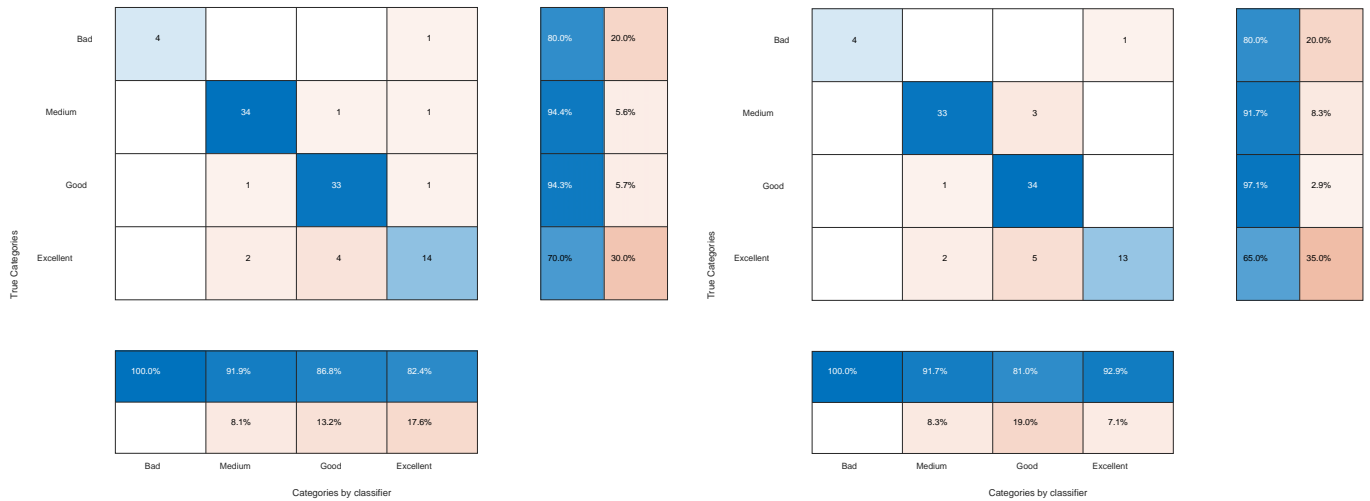 Bad 4 1 80.0% 20.0%
Medium 34 1 1 94.4% 5.6%
Good 1 33 1 94.3% 5.7%
Excellent 2 4 14 70.0% 30.0%
True Categories
100.0% 91.9% 86.8% 82.4%
8.1% 13.2% 17.6%
Bad Medium Good Excellent
Categories by classifier
Bad 4 1 80.0% 20.0%
Medium 33 3 91.7% 8.3%
Good 1 34 97.1% 2.9%
Excellent 2 5 13 65.0% 35.0%
True Categories
100.0% 91.7% 81.0% 92.9%
8.3% 19.0% 7.1%
Bad Medium Good Excellent
Categories by classifier